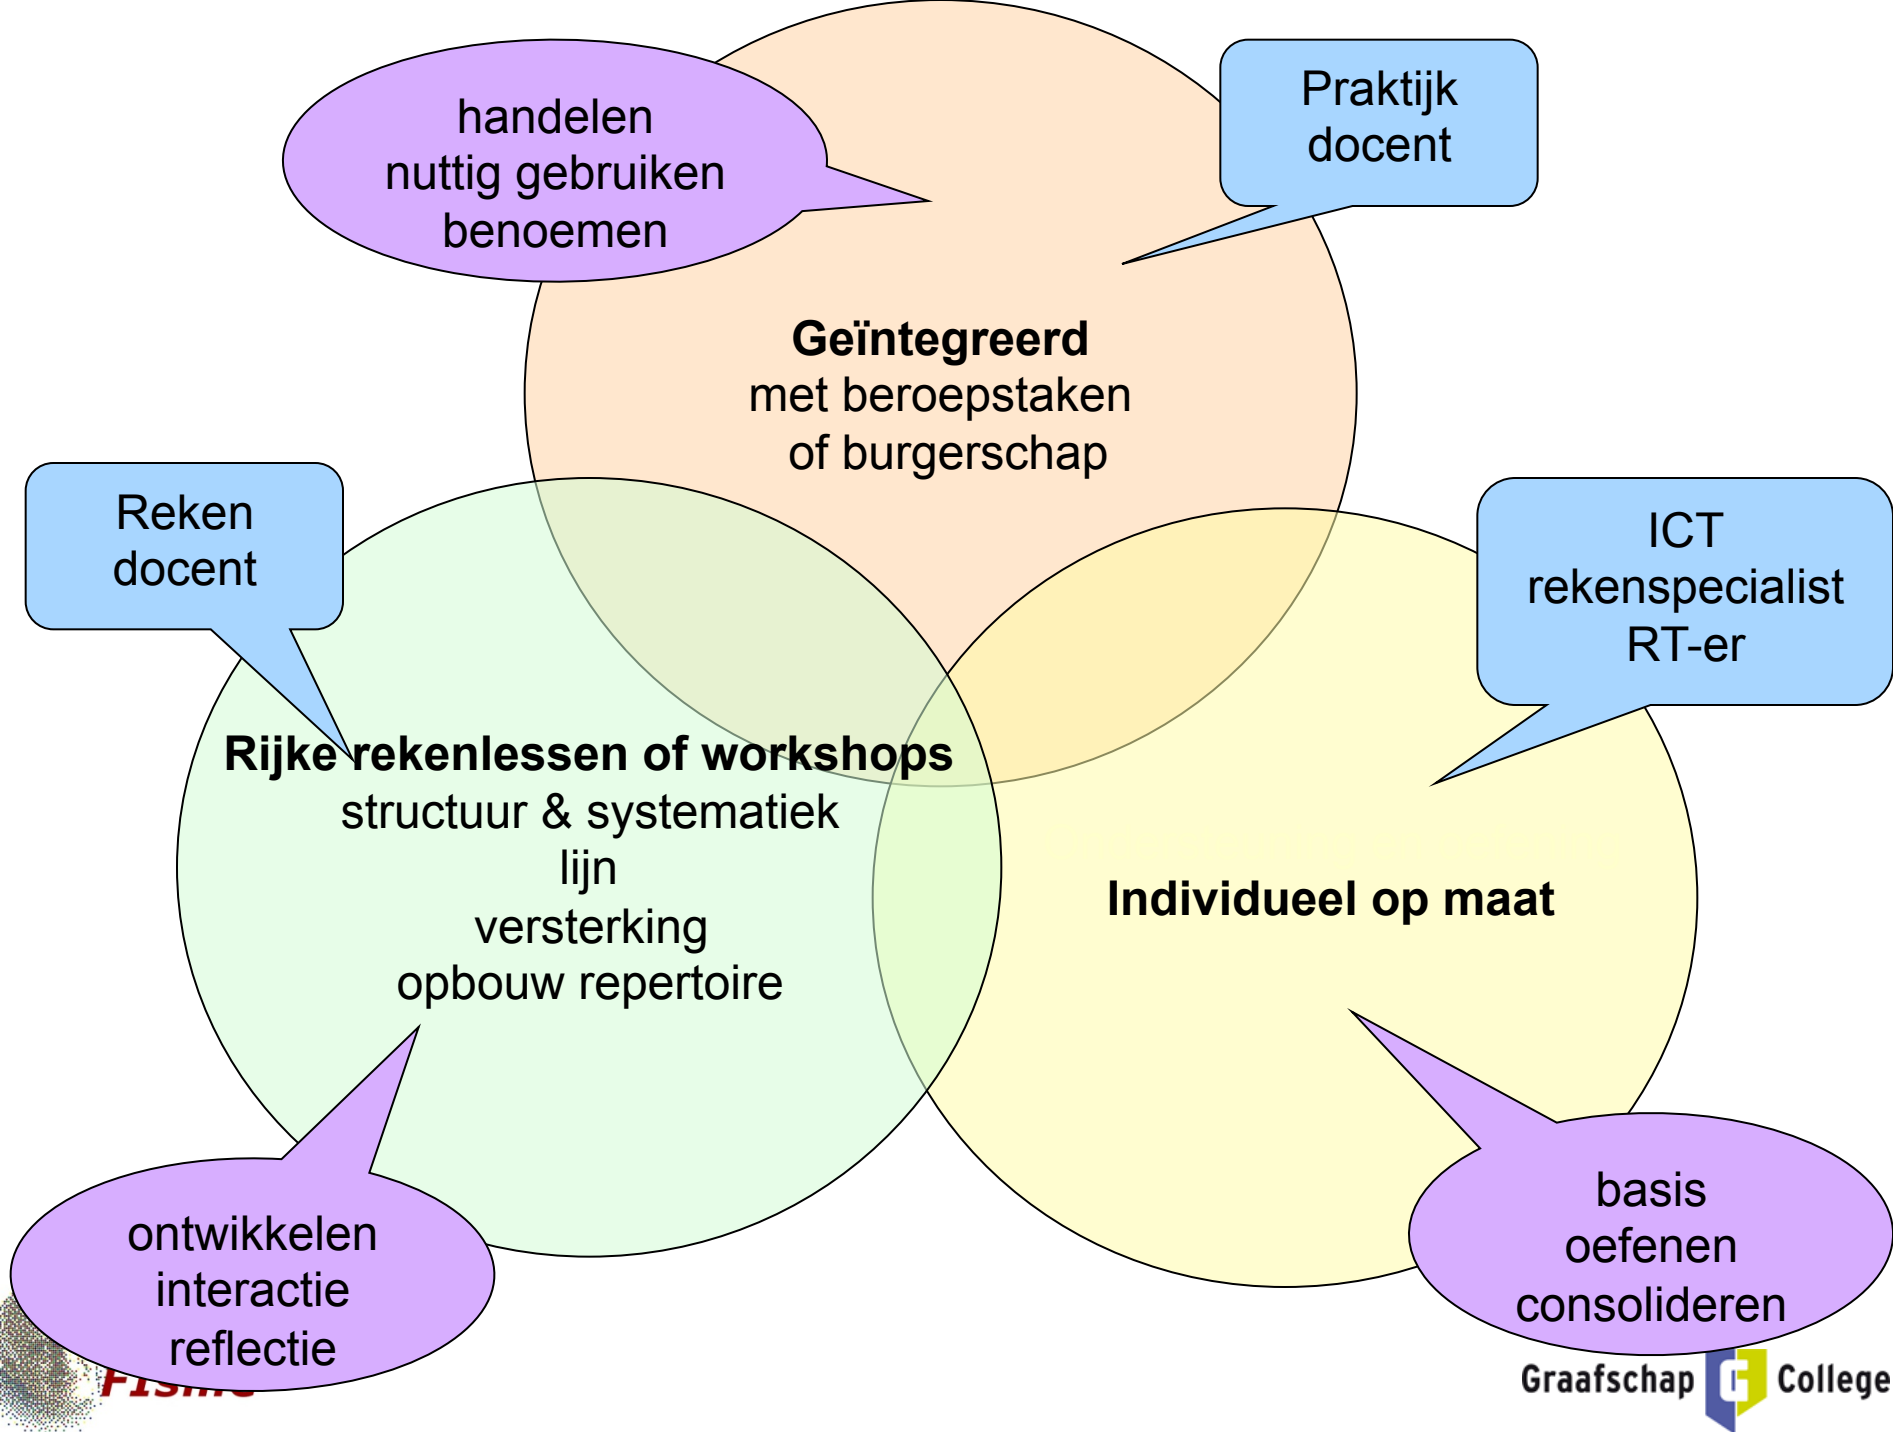 handelen
nuttig gebruiken
benoemen
Praktijk
docent
Geïntegreerd
met beroepstaken
of burgerschap
Reken
docent
ICT
rekenspecialist
RT-er
Rijke rekenlessen of workshops
structuur & systematiek
lijn
versterking
opbouw repertoire
Individueel op maat
ontwikkelen
interactie
reflectie
basis
oefenen
consolideren
Graafschap College